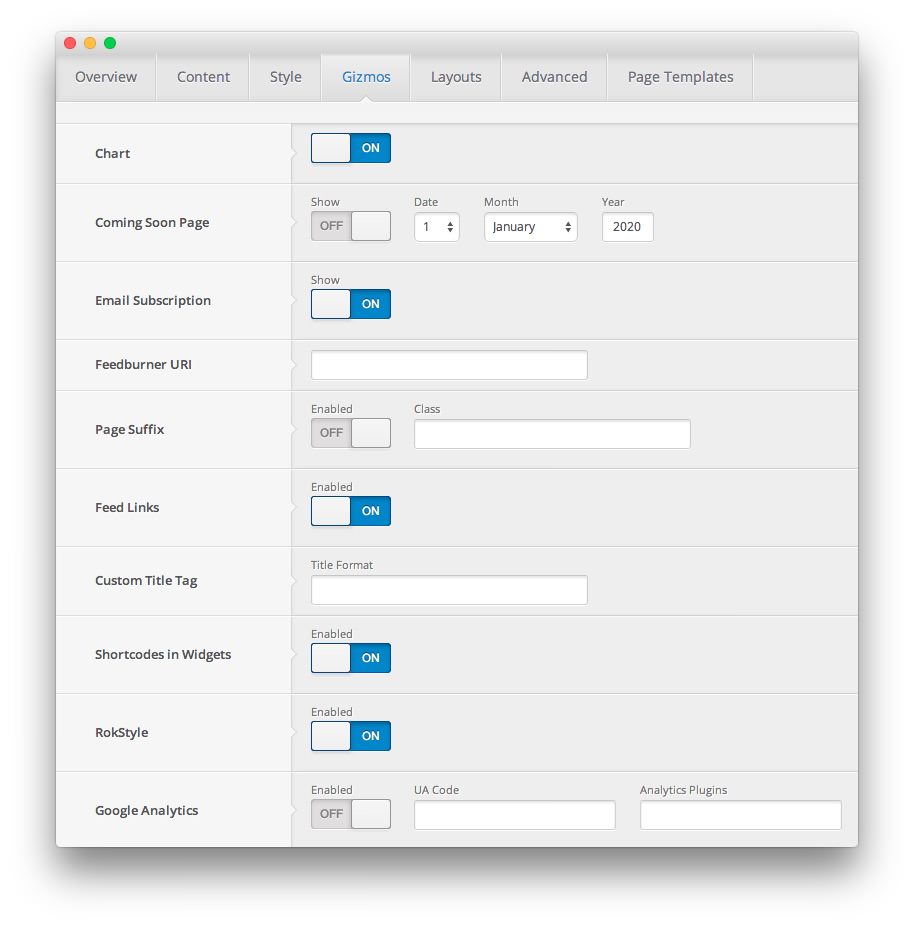 Overview Content Style Gizmos Layouts Advanced Page Templates
Chart ON
Show Date Month Year
Coming Soon Page OFF 1 January 2020
Show
Email Subscription ON
Feedburner URI
Enabled Class
Page Suffix OFF
Enabled
Feed Links ON
Title Format
Custom Title Tag
Enabled
Shortcodes in Widgets ON
Enabled
RokStyle ON
Enabled UA Code Analytics Plugins
Google Analytics OFF